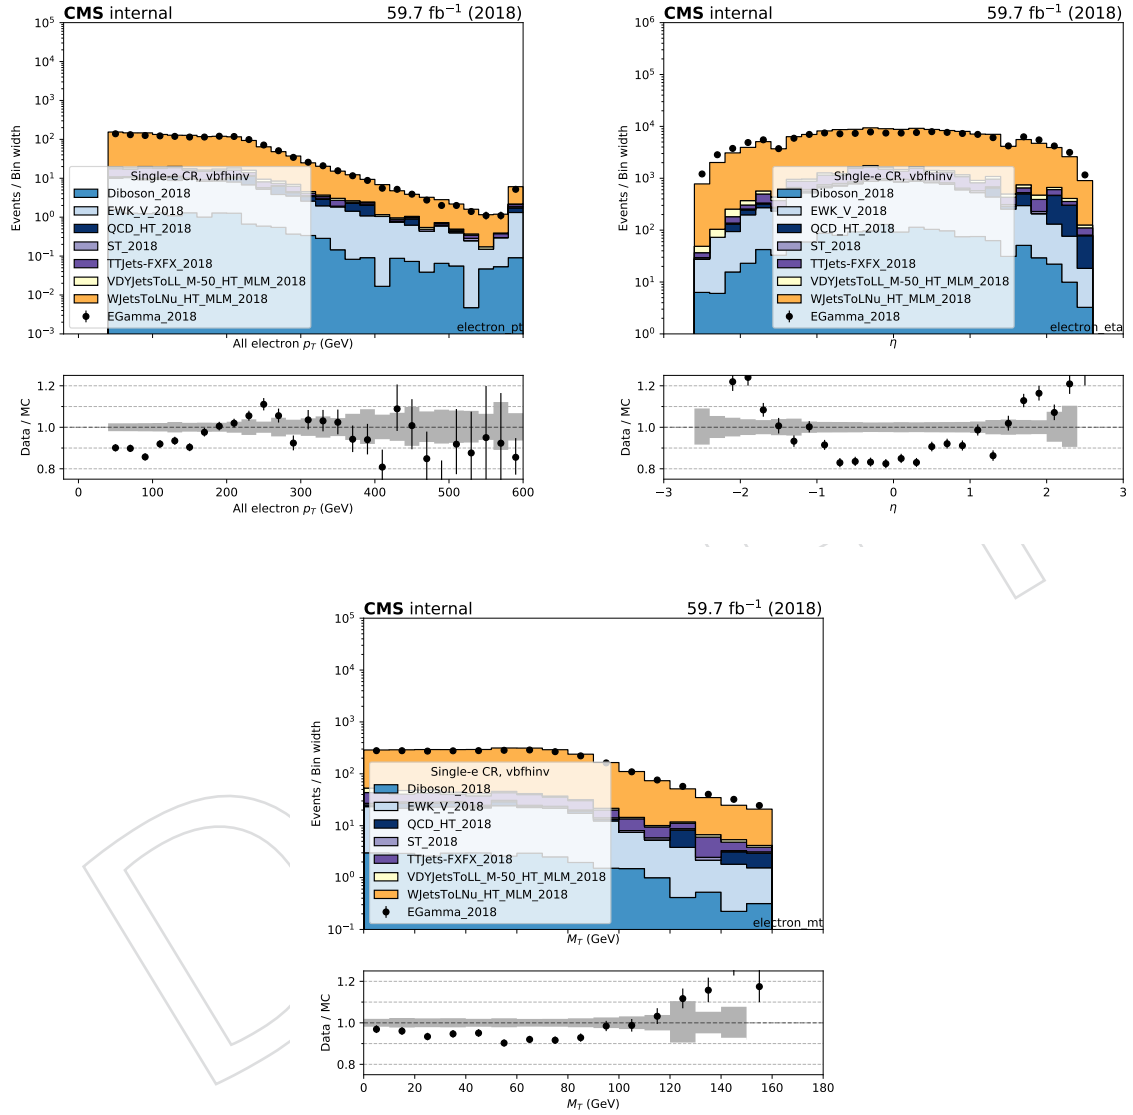 CMS internal
59.7 fb⁻¹ (2018)
Events / Bin width
10⁵
10⁴
10³
10²
10¹
10⁰
10⁻¹
10⁻²
10⁻³
Single-e CR, vbfhinv
Diboson_2018
EWK_V_2018
QCD_HT_2018
ST_2018
TTJets-FXFX_2018
VDYJetsToLL_M-50_HT_MLM_2018
WJetsToLNu_HT_MLM_2018
EGamma_2018
electron_pt
All electron p_T (GeV)
Data / MC
1.2
1.0
0.8
0 100 200 300 400 500 600
All electron p_T (GeV)
CMS internal
59.7 fb⁻¹ (2018)
Events / Bin width
10⁶
10⁵
10⁴
10³
10²
10¹
10⁰
Single-e CR, vbfhinv
Diboson_2018
EWK_V_2018
QCD_HT_2018
ST_2018
TTJets-FXFX_2018
VDYJetsToLL_M-50_HT_MLM_2018
WJetsToLNu_HT_MLM_2018
EGamma_2018
electron_eta
η
Data / MC
1.2
1.0
0.8
−3 −2 −1 0 1 2 3
η
CMS internal
59.7 fb⁻¹ (2018)
Events / Bin width
10⁵
10⁴
10³
10²
10¹
10⁰
10⁻¹
Single-e CR, vbfhinv
Diboson_2018
EWK_V_2018
QCD_HT_2018
ST_2018
TTJets-FXFX_2018
VDYJetsToLL_M-50_HT_MLM_2018
WJetsToLNu_HT_MLM_2018
EGamma_2018
electron_mt
M_T (GeV)
Data / MC
1.2
1.0
0.8
0 20 40 60 80 100 120 140 160 180
M_T (GeV)